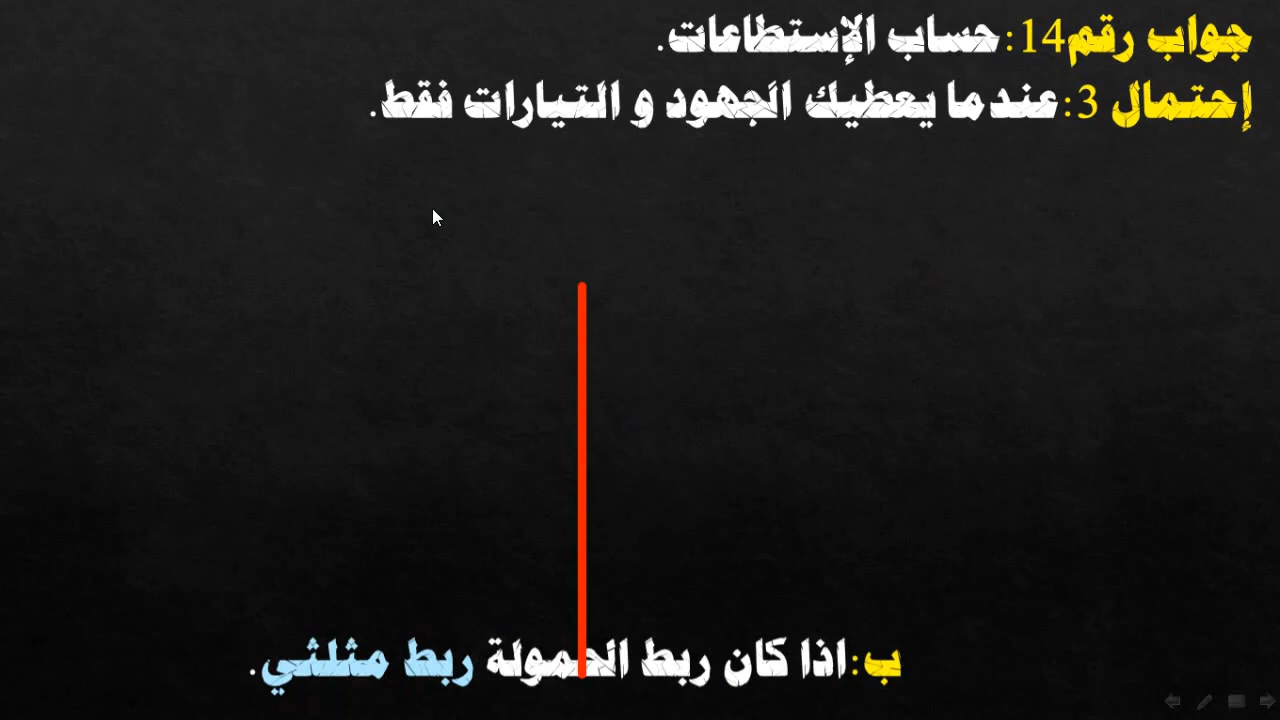 جواب رقم14:حساب الإستطاعات.
إحتمال 3:عندما يعطيك الجهود و التيارات فقط.
ب:اذا كان ربط الحمولة ربط مثلثي.